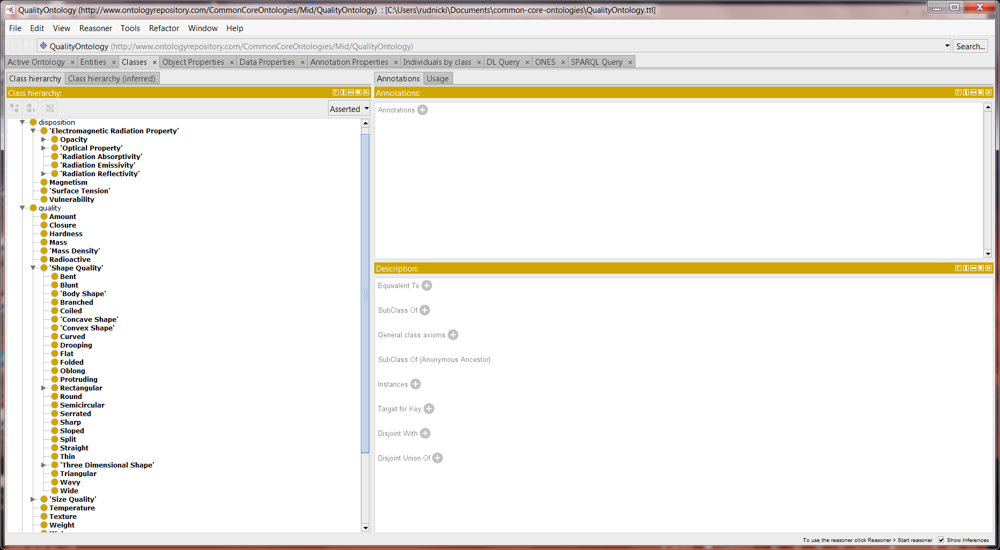 QualityOntology (http://www.ontologyrepository.com/CommonCoreOntologies/Mid/QualityOntology) : [C:\Users\rudnicki\Documents\common-core-ontologies\QualityOntology.ttl]
File Edit View Reasoner Tools Refactor Window Help
QualityOntology (http://www.ontologyrepository.com/CommonCoreOntologies/Mid/QualityOntology) Search...
Active Ontology × Entities × Classes × Object Properties × Data Properties × Annotation Properties × Individuals by class × DL Query × ONES × SPARQL Query ×
Class hierarchy Class hierarchy (inferred)
Class hierarchy:
Asserted
disposition
'Electromagnetic Radiation Property'
Opacity
'Optical Property'
'Radiation Absorptivity'
'Radiation Emissivity'
'Radiation Reflectivity'
Magnetism
'Surface Tension'
Vulnerability
quality
Amount
Closure
Hardness
Mass
'Mass Density'
Radioactive
'Shape Quality'
Bent
Blunt
'Body Shape'
Branched
Coiled
'Concave Shape'
'Convex Shape'
Curved
Drooping
Flat
Folded
Oblong
Protruding
Rectangular
Round
Semicircular
Serrated
Sharp
Sloped
Split
Straight
Thin
'Three Dimensional Shape'
Triangular
Wavy
Wide
'Size Quality'
Temperature
Texture
Weight
Annotations Usage
Annotations:
Annotations
Description:
Equivalent To
SubClass Of
General class axioms
SubClass Of (Anonymous Ancestor)
Instances
Target for Key
Disjoint With
Disjoint Union Of
To use the reasoner click Reasoner > Start reasoner Show Inferences